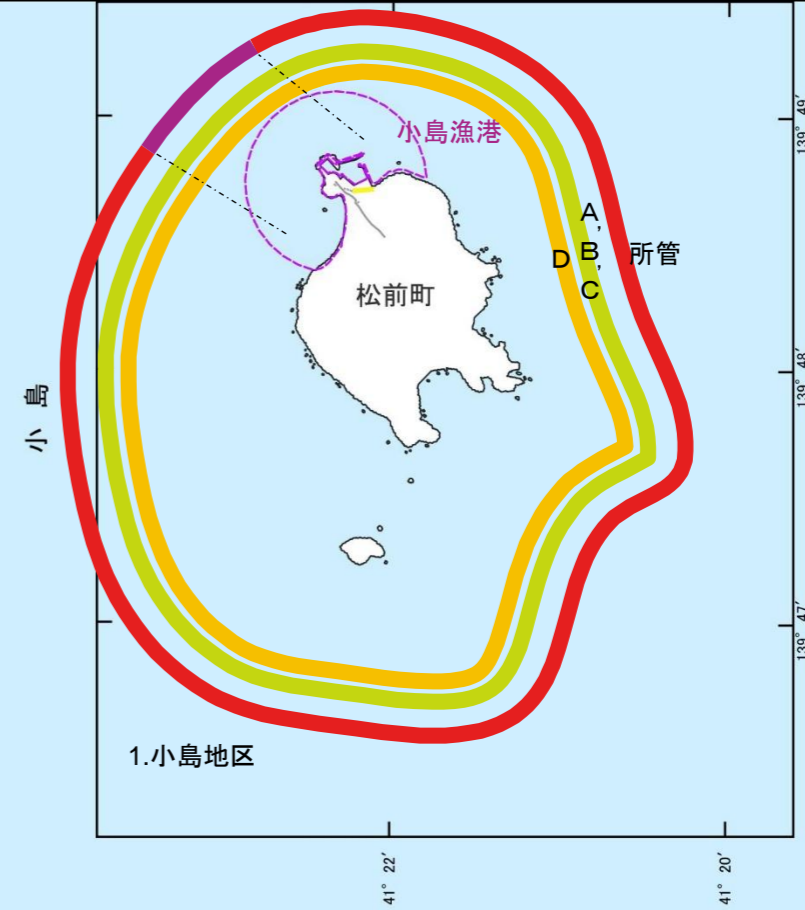 小島漁港
139° 49′
A,
B,
C
D
所管
松前町
139° 48′
小島
139° 47′
1.小島地区
41° 22′
41° 20′